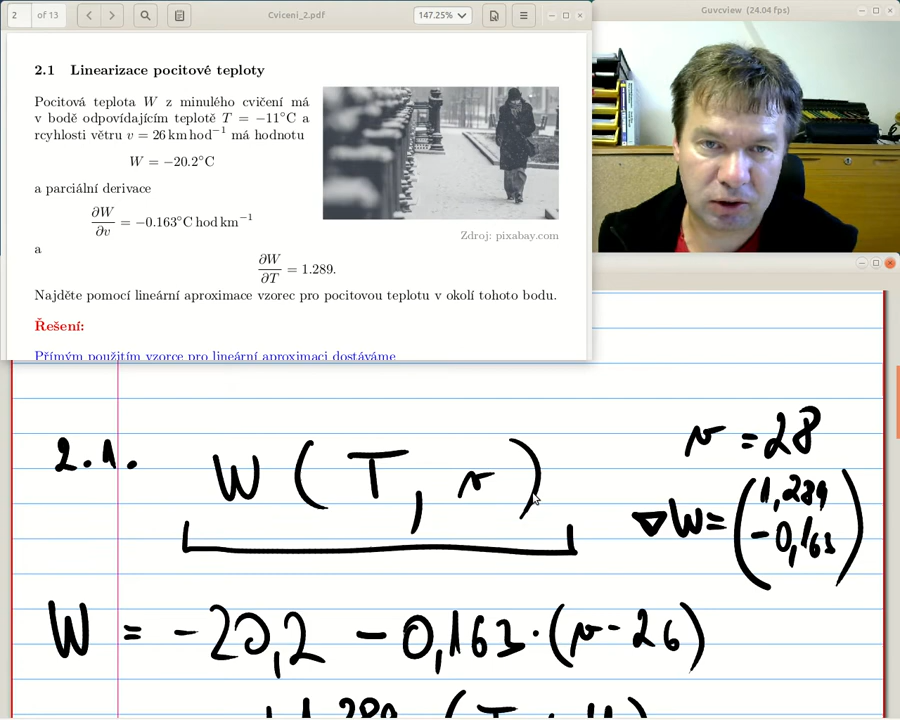 2 of 13 Cviceni_2.pdf 147.25%
Guvcview (24.04 fps)
2.1 Linearizace pocitové teploty
Pocitová teplota W z minulého cvičení má
v bodě odpovídajícím teplotě T = −11°C a
rcyhlosti větru v = 26 km hod⁻¹ má hodnotu
W = −20.2°C
a parciální derivace
∂W/∂v = −0.163°C hod km⁻¹
a
∂W/∂T = 1.289.
Zdroj: pixabay.com
Najděte pomocí lineární aproximace vzorec pro pocitovou teplotu v okolí tohoto bodu.
Řešení:
Přímým použitím vzorce pro lineární aproximaci dostáváme
2.1. W(T, v)
v = 28
∇W = (1,289
−0,163)
W = −20,2 −0,163·(v−26)